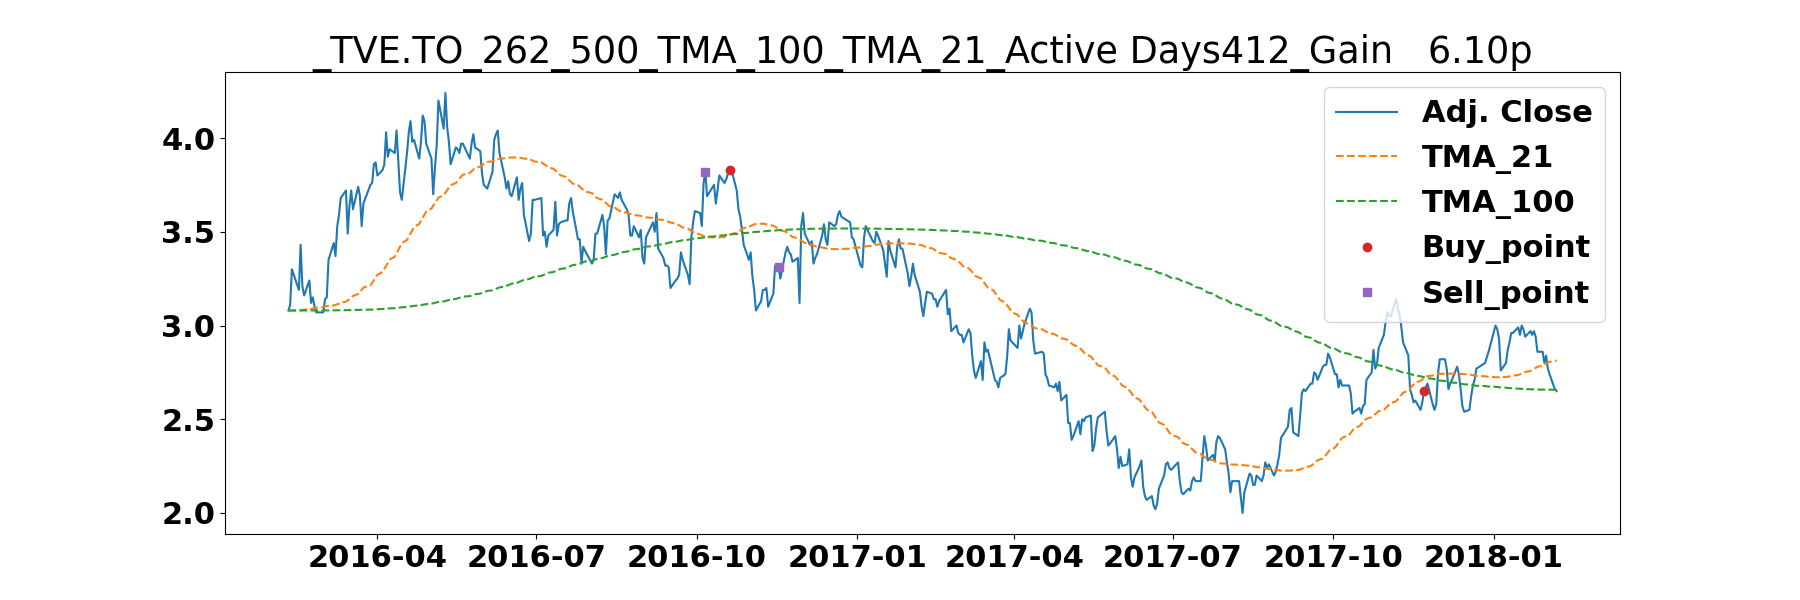 _TVE.TO_262_500_TMA_100_TMA_21_Active Days412_Gain   6.10p
Adj. Close
TMA_21
TMA_100
Buy_point
Sell_point
4.0
3.5
3.0
2.5
2.0
2016-04 2016-07 2016-10 2017-01 2017-04 2017-07 2017-10 2018-01